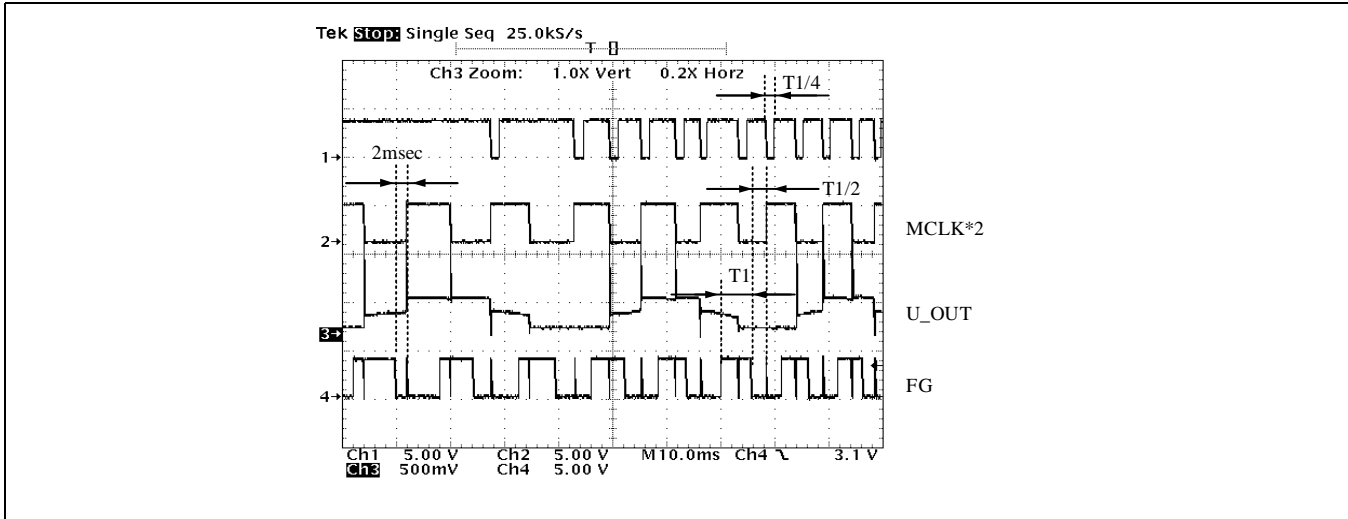 Tek Stop: Single Seq 25.0kS/s
T
Ch3 Zoom: 1.0X Vert 0.2X Horz
T1/4
1→
2msec
T1/2
MCLK*2
2→
T1
U_OUT
3→
FG
4→
Ch1 5.00 V Ch2 5.00 V M10.0ms Ch4 3.1 V
Ch3 500mV Ch4 5.00 V